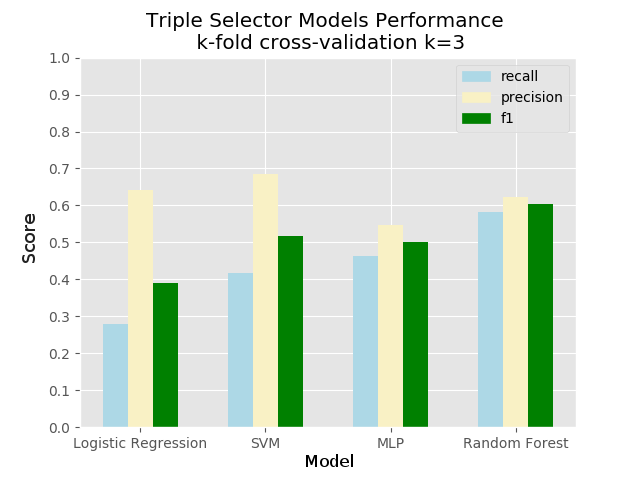 Triple Selector Models Performance
k-fold cross-validation k=3
1.0
0.9
0.8
0.7
0.6
0.5
0.4
0.3
0.2
0.1
0.0
Score
recall
precision
f1
Logistic Regression
SVM
MLP
Random Forest
Model